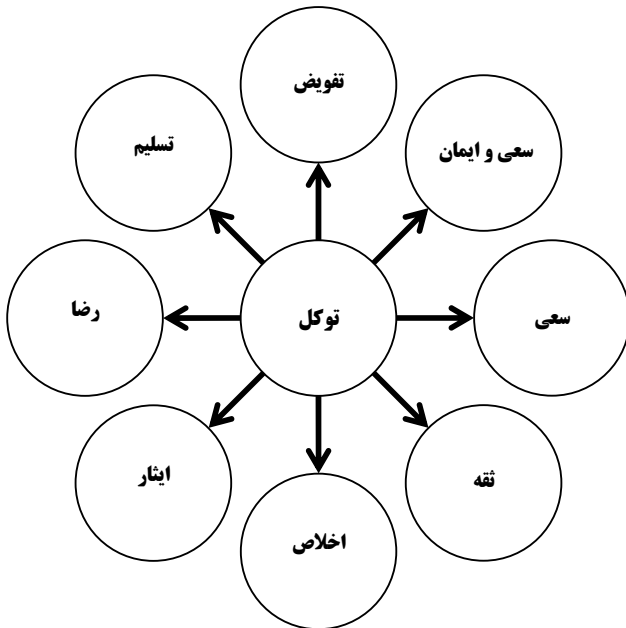 تفویض
سعی و ایمان
تسلیم
سعی
توکل
رضا
ثقه
ایثار
اخلاص